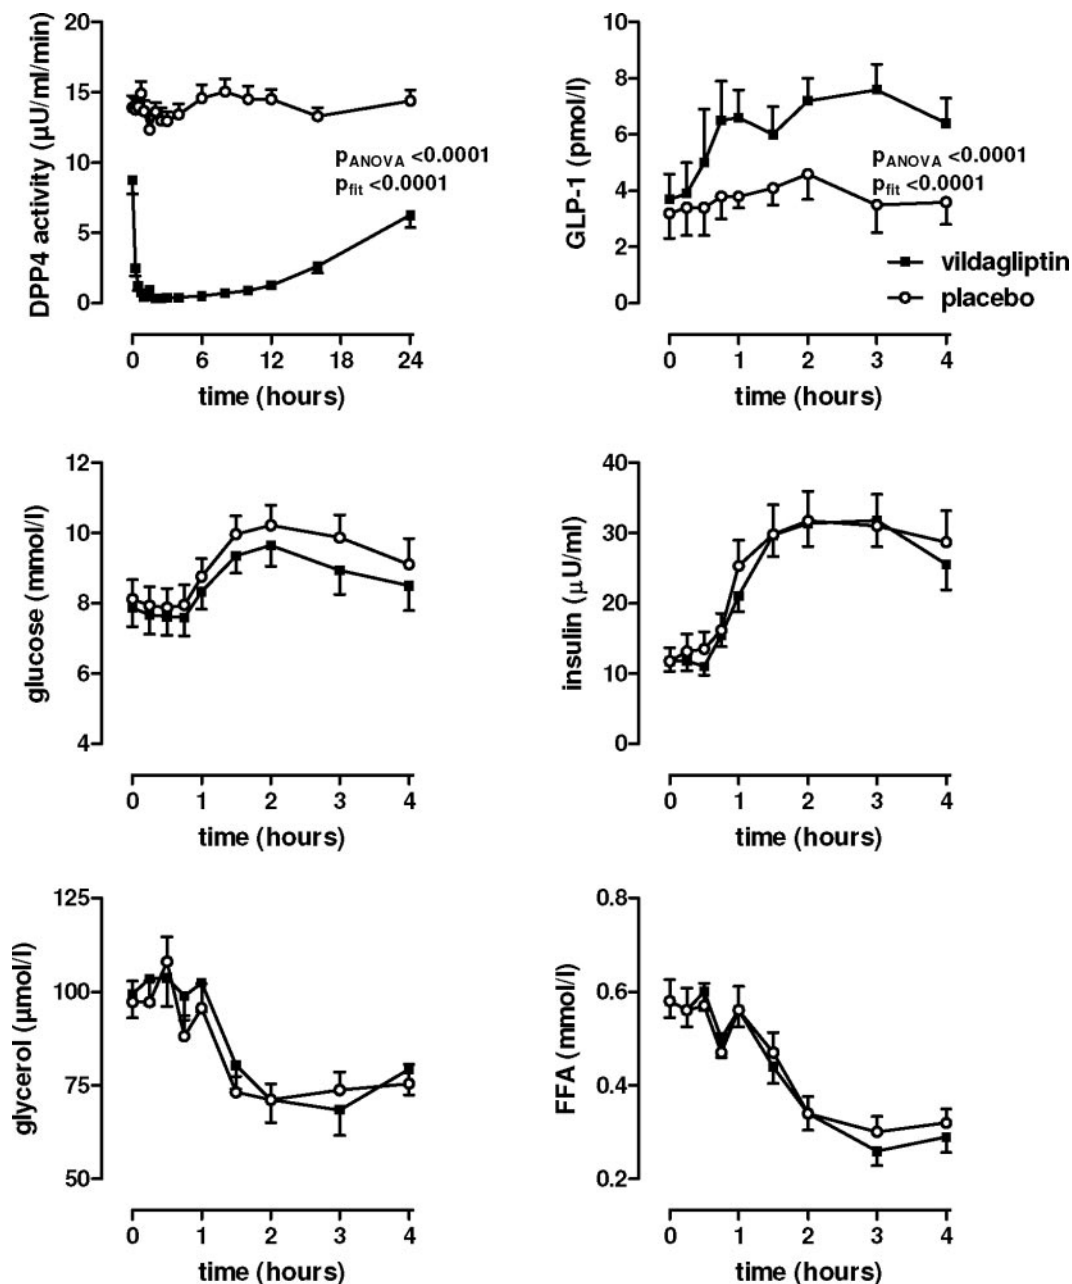 DPP4 activity (µU/ml/min)
20
15
10
5
0
pANOVA <0.0001
pfit <0.0001
0 6 12 18 24
time (hours)
GLP-1 (pmol/l)
10
8
6
4
2
0
pANOVA <0.0001
pfit <0.0001
vildagliptin
placebo
0 1 2 3 4
time (hours)
glucose (mmol/l)
12
10
8
6
4
0 1 2 3 4
time (hours)
insulin (µU/ml)
40
30
20
10
0
0 1 2 3 4
time (hours)
glycerol (µmol/l)
125
100
75
50
0 1 2 3 4
time (hours)
FFA (mmol/l)
0.8
0.6
0.4
0.2
0 1 2 3 4
time (hours)